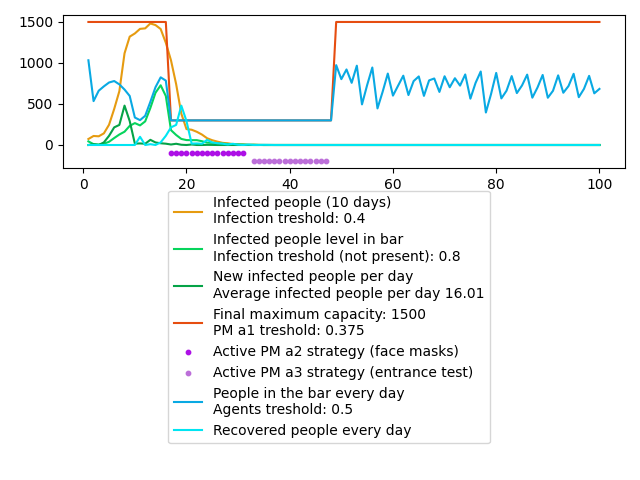 1500
1000
500
0
0 20 40 60 80 100
Infected people (10 days)
Infection treshold: 0.4
Infected people level in bar
Infection treshold (not present): 0.8
New infected people per day
Average infected people per day 16.01
Final maximum capacity: 1500
PM a1 treshold: 0.375
Active PM a2 strategy (face masks)
Active PM a3 strategy (entrance test)
People in the bar every day
Agents treshold: 0.5
Recovered people every day